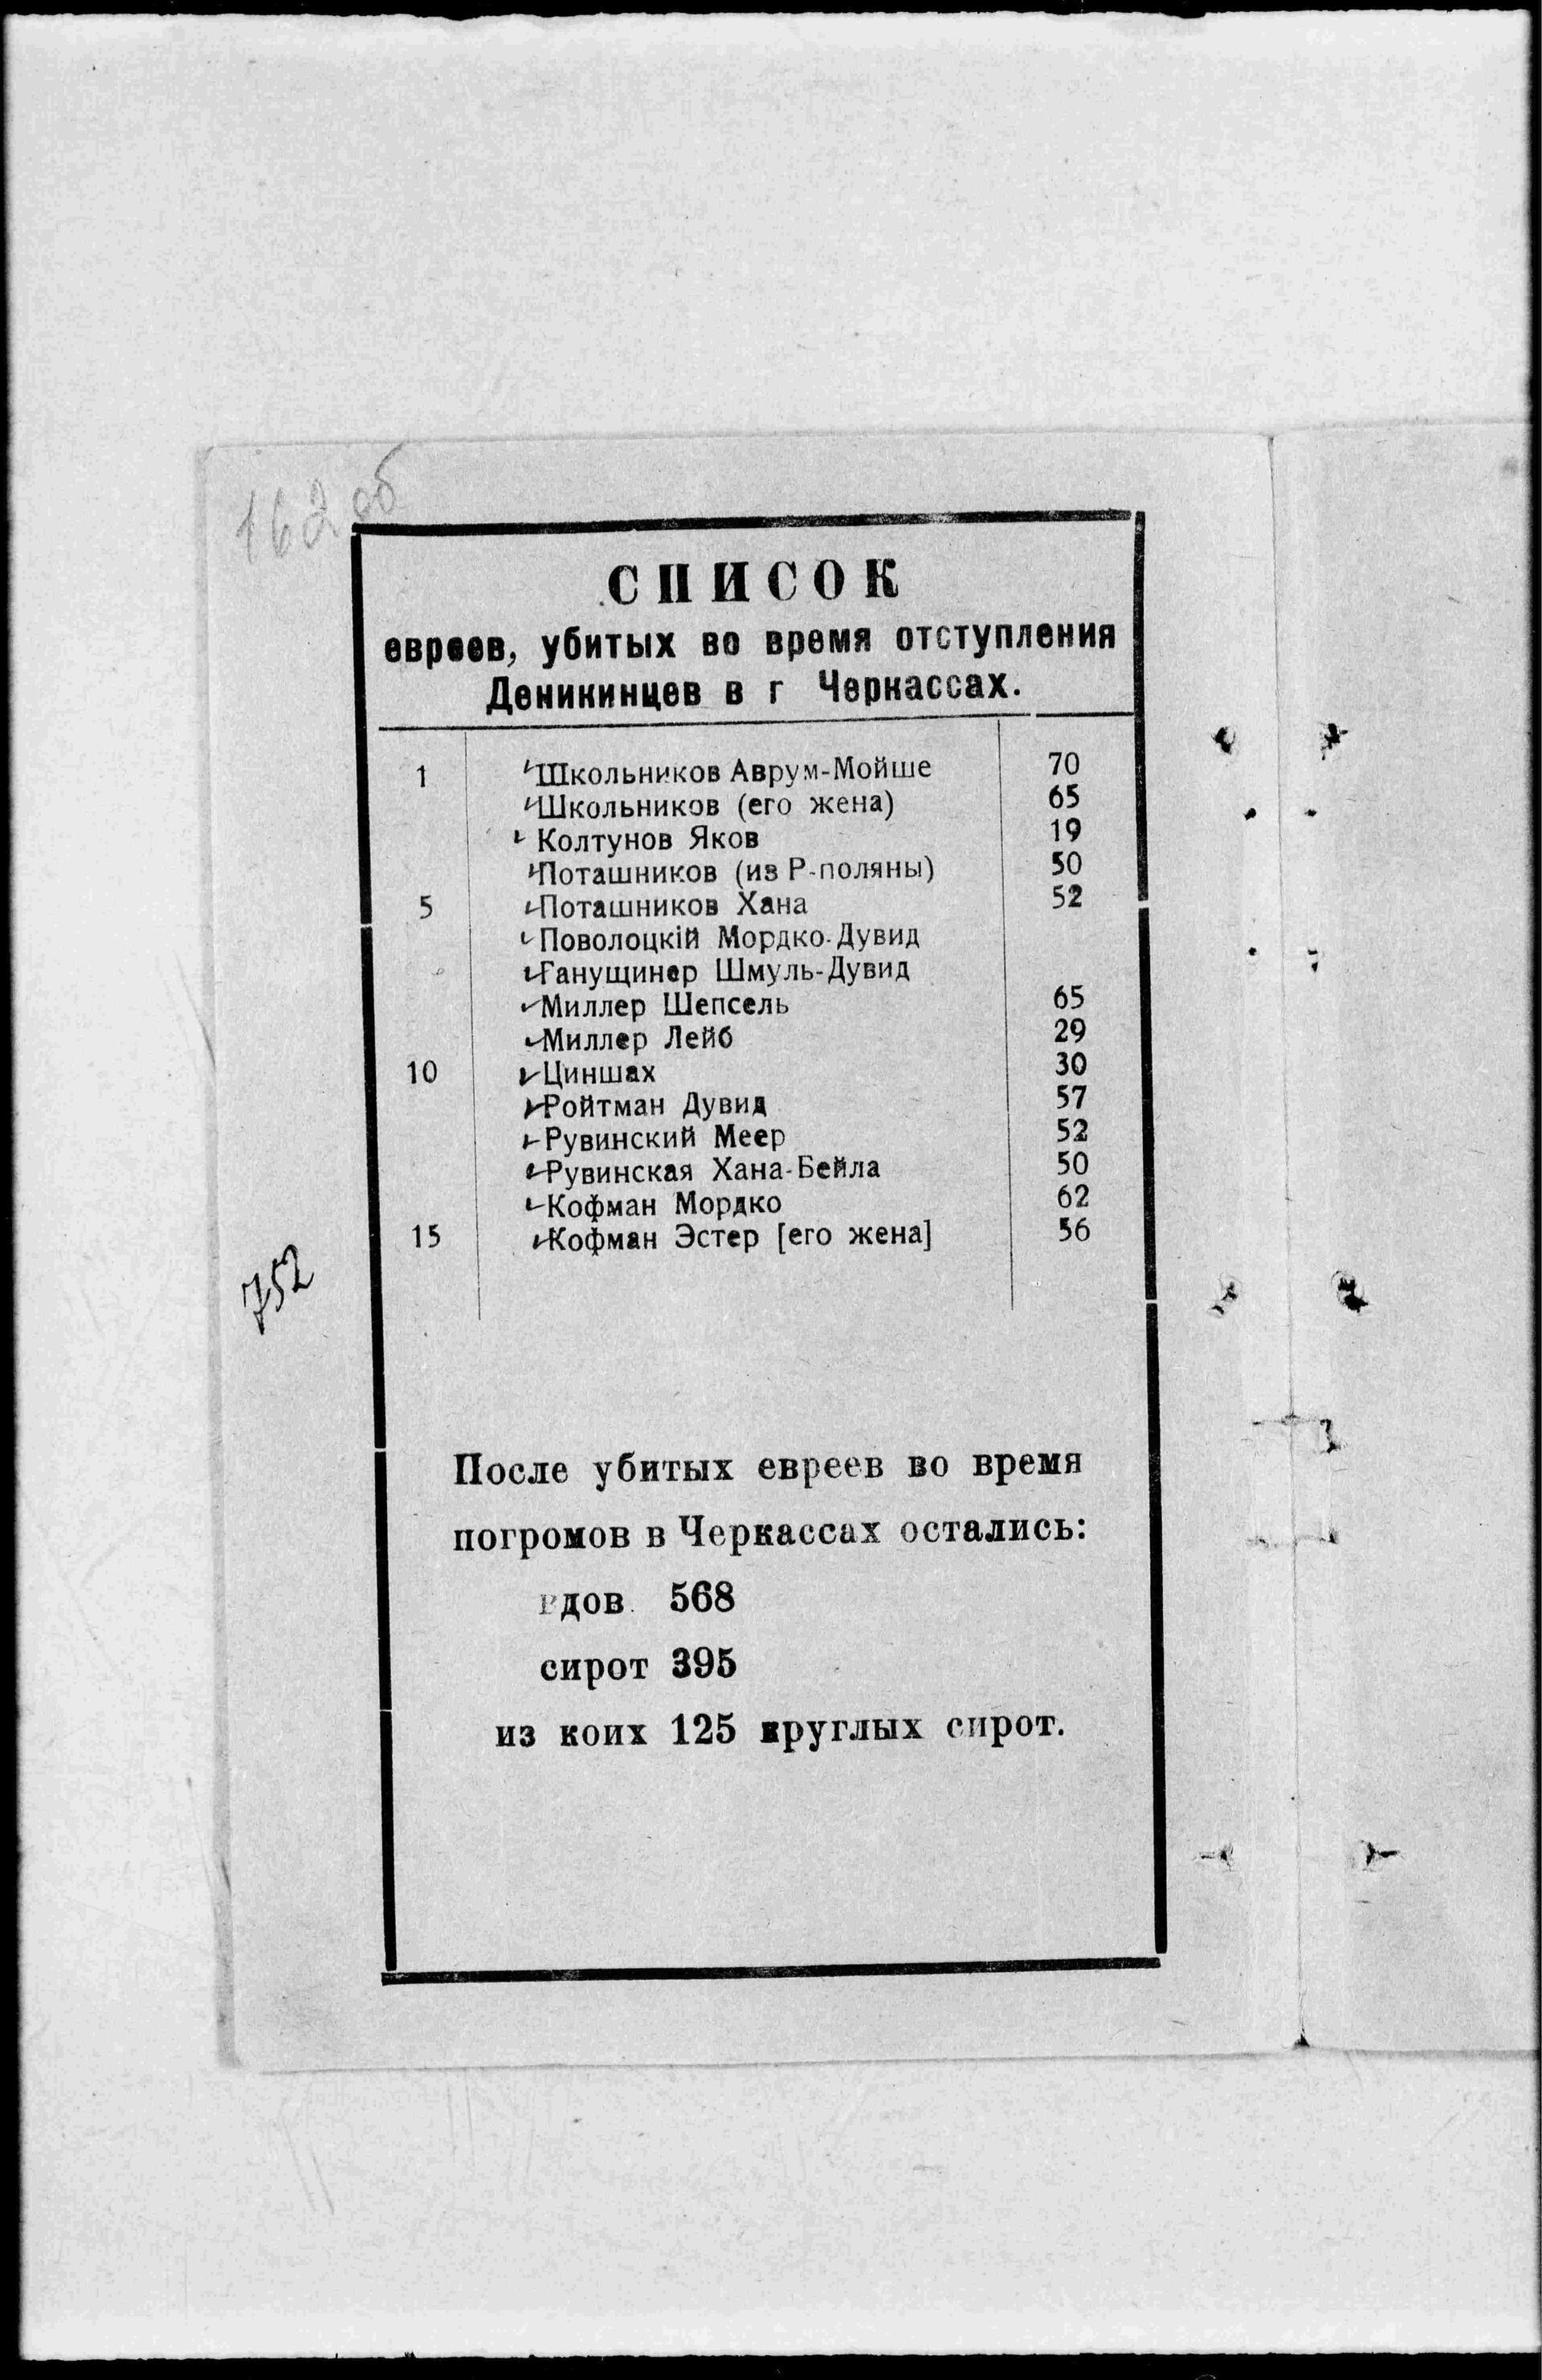 162 об
СПИСОК
евреев, убитых во время отступления
Деникинцев в г Черкассах.
1 Школьников Аврум-Мойше 70
Школьников (его жена) 65
Колтунов Яков 19
Поташников (из Р-поляны) 50
5 Поташников Хана 52
Поволоцкій Мордко-Дувид
Ганущинер Шмуль-Дувид
Миллер Шепсель 65
Миллер Лейб 29
10 Циншах 30
Ройтман Дувид 57
Рувинский Меер 52
Рувинская Хана-Бейла 50
Кофман Мордко 62
15 Кофман Эстер [его жена] 56
752
После убитых евреев во время
погромов в Черкассах остались:
вдов 568
сирот 395
из коих 125 круглых сирот.